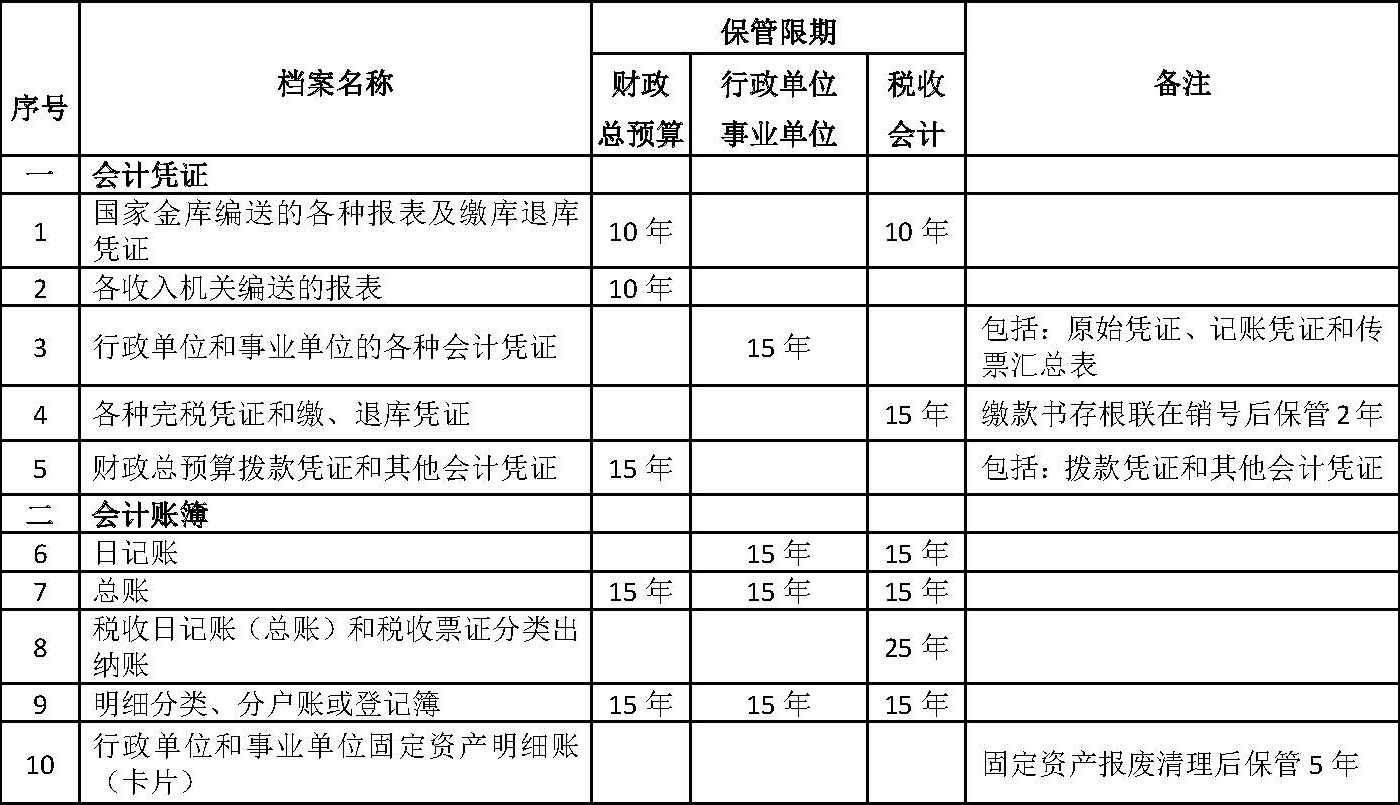 保管限期
序号 档案名称 财政 行政单位 税收 备注
总预算 事业单位 会计
一 会计凭证
1 国家金库编送的各种报表及缴库退库 10 年 10 年
凭证
2 各收入机关编送的报表 10 年
3 行政单位和事业单位的各种会计凭证 15 年 包括：原始凭证、记账凭证和传
票汇总表
4 各种完税凭证和缴、退库凭证 15 年 缴款书存根联在销号后保管 2 年
5 财政总预算拨款凭证和其他会计凭证 15 年 包括：拨款凭证和其他会计凭证
二 会计账簿
6 日记账 15 年 15 年
7 总账 15 年 15 年 15 年
8 税收日记账（总账）和税收票证分类出 25 年
纳账
9 明细分类、分户账或登记簿 15 年 15 年 15 年
10 行政单位和事业单位固定资产明细账 固定资产报废清理后保管 5 年
（卡片）